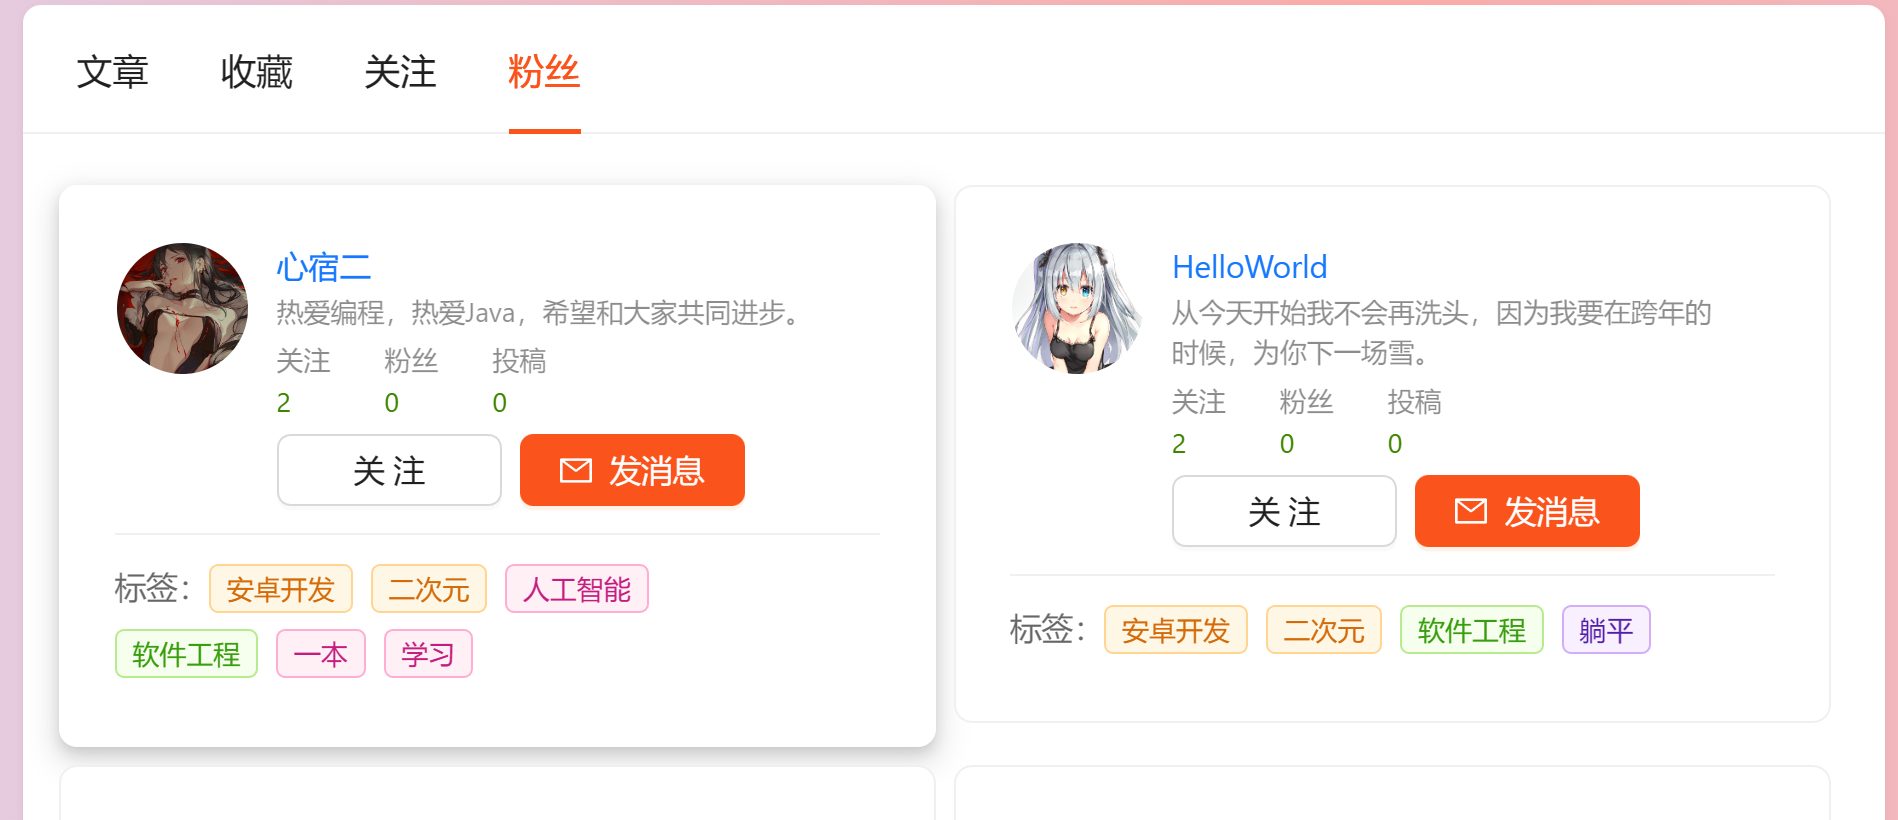 文章 收藏 关注 粉丝
心宿二
热爱编程，热爱Java，希望和大家共同进步。
关注 粉丝 投稿
2 0 0
关 注 发消息
标签： 安卓开发 二次元 人工智能
软件工程 一本 学习
HelloWorld
从今天开始我不会再洗头，因为我要在跨年的
时候，为你下一场雪。
关注 粉丝 投稿
2 0 0
关 注 发消息
标签： 安卓开发 二次元 软件工程 躺平